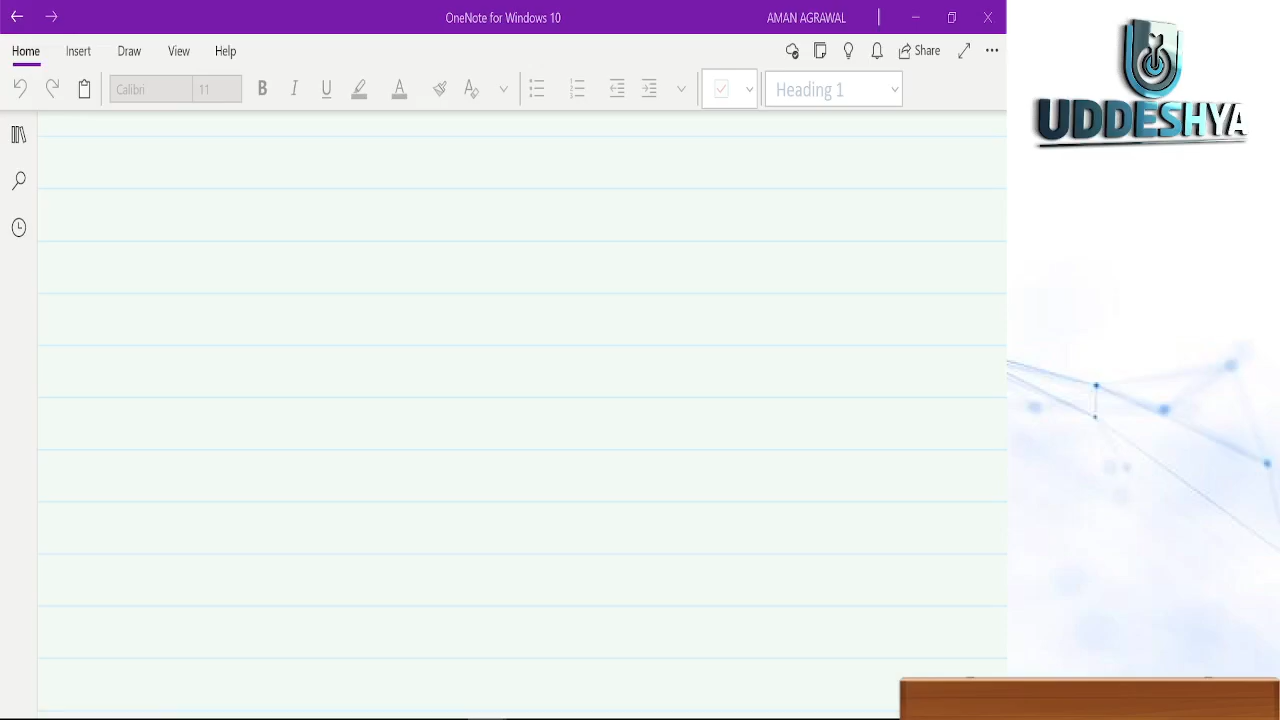 OneNote for Windows 10
AMAN AGRAWAL
Home Insert Draw View Help
Share
Calibri 11 B I U A A Heading 1
UDDESHYA